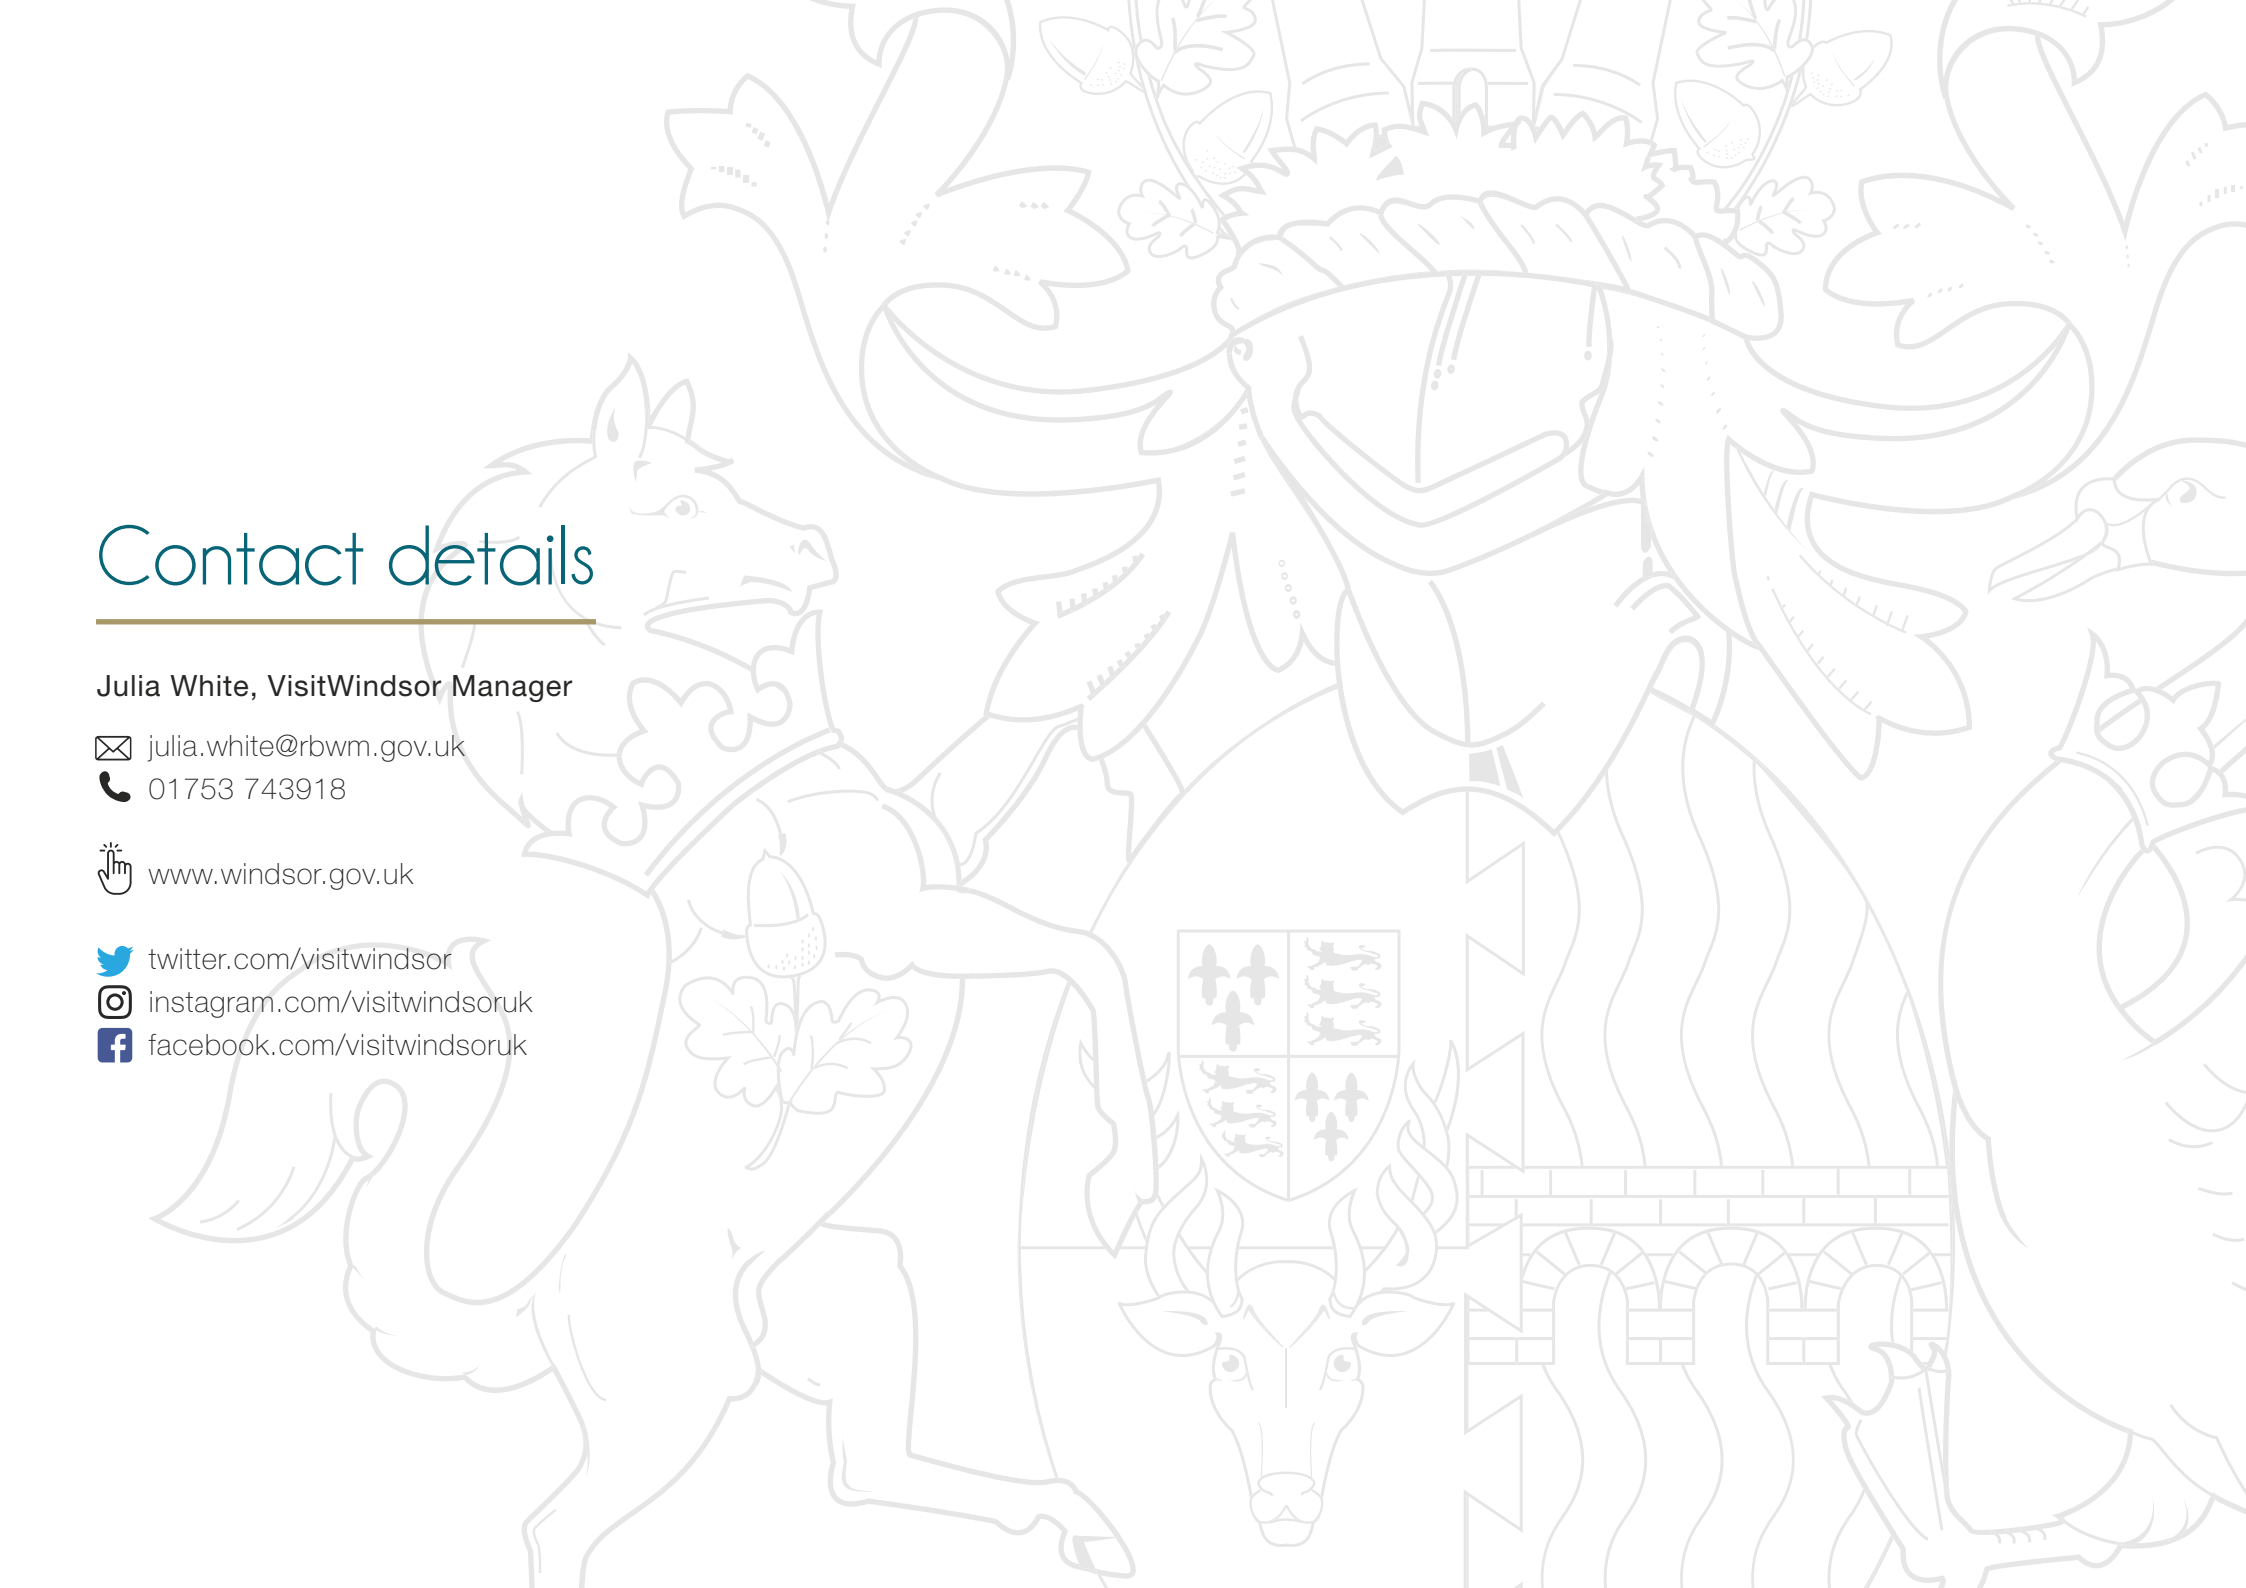 Contact details
Julia White, VisitWindsor Manager
julia.white@rbwm.gov.uk
01753 743918
www.windsor.gov.uk
twitter.com/visitwindsor
instagram.com/visitwindsoruk
facebook.com/visitwindsoruk